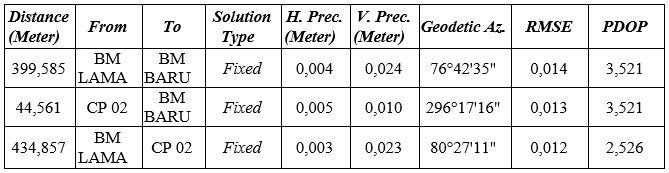 Distance (Meter) From To Solution Type H. Prec. (Meter) V. Prec. (Meter) Geodetic Az. RMSE PDOP
399,585 BM LAMA BM BARU Fixed 0,004 0,024 76°42'35" 0,014 3,521
44,561 CP 02 BM BARU Fixed 0,005 0,010 296°17'16" 0,013 3,521
434,857 BM LAMA CP 02 Fixed 0,003 0,023 80°27'11" 0,012 2,526